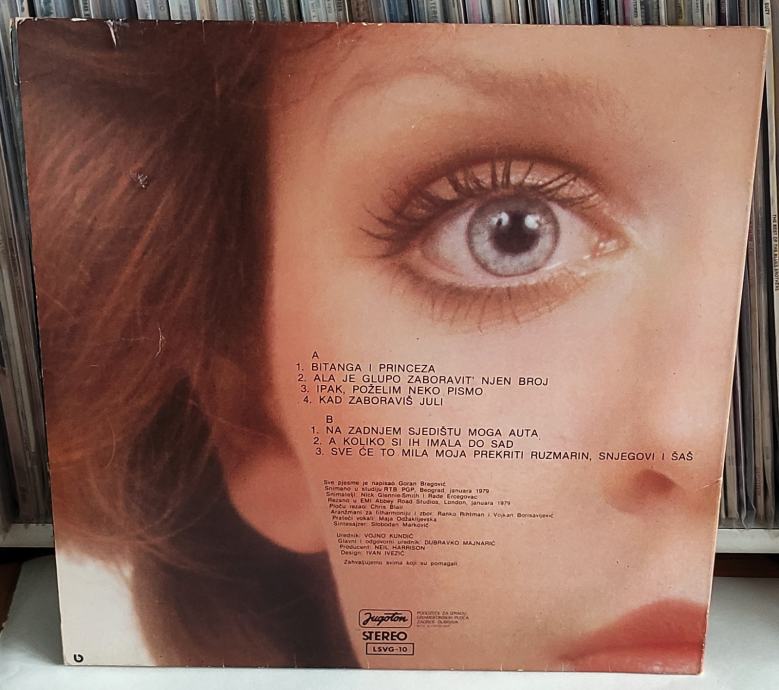 A
1. BITANGA I PRINCEZA
2. ALA JE GLUPO ZABORAVIT' NJEN BROJ
3. IPAK, POŽELIM NEKO PISMO
4. KAD ZABORAVIŠ JULI
B
1. NA ZADNJEM SJEDIŠTU MOGA AUTA
2. A KOLIKO SI IH IMALA DO SAD
3. SVE ĆE TO MILA MOJA PREKRITI RUZMARIN, SNJEGOVI I ŠAŠ
Sve pjesme je napisao Goran Bregović
Snimano u studiju RTB PGP, Beograd januara 1979
Snimatelj: Nick Glennie-Smith i Rade Ercegovac
Rezano u EMI Abbey Road Studios, London, januara 1979
Ploču rezao: Chris Blair
Aranžmani za filharmoniju i zbor: Ranko Rihtman i Vojkan Borisavljević
Prateći vokali: Maja Odžaklijevska
Sintesajzer: Slobodan Marković
Urednik: VOJNO KUNDIĆ
Glavni i odgovorni urednik: DUBRAVKO MAJNARIĆ
Producent: NEIL HARRISON
Design: IVAN IVEZIĆ
Zahvaljujemo svima koji su pomagali
Jugoton
STEREO
LSVG-10